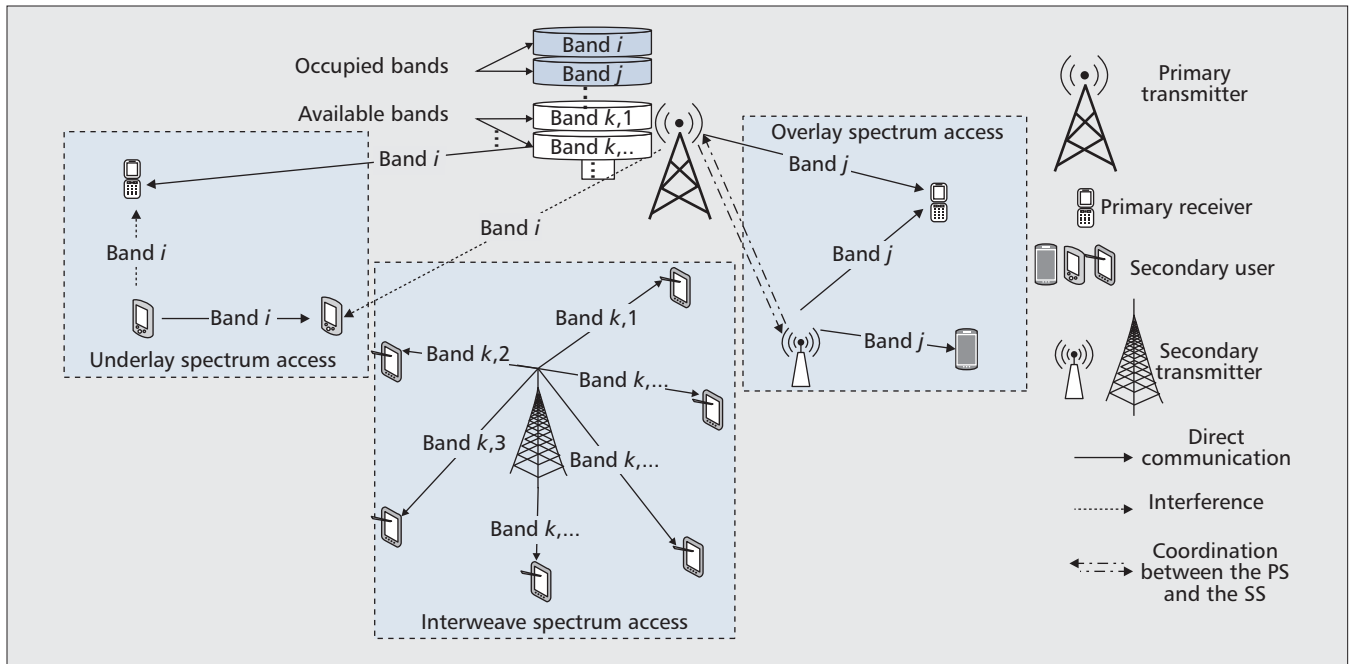 Band i
Occupied bands
Band j
Available bands
Band k,1
Band k,..
Band i
Band i
Band i
Band i
Underlay spectrum access
Overlay spectrum access
Band j
Band j
Band j
Band k,1
Band k,2
Band k,...
Band k,3
Band k,...
Band k,...
Interweave spectrum access
Primary
transmitter
Primary receiver
Secondary user
Secondary
transmitter
Direct
communication
Interference
Coordination
between the PS
and the SS